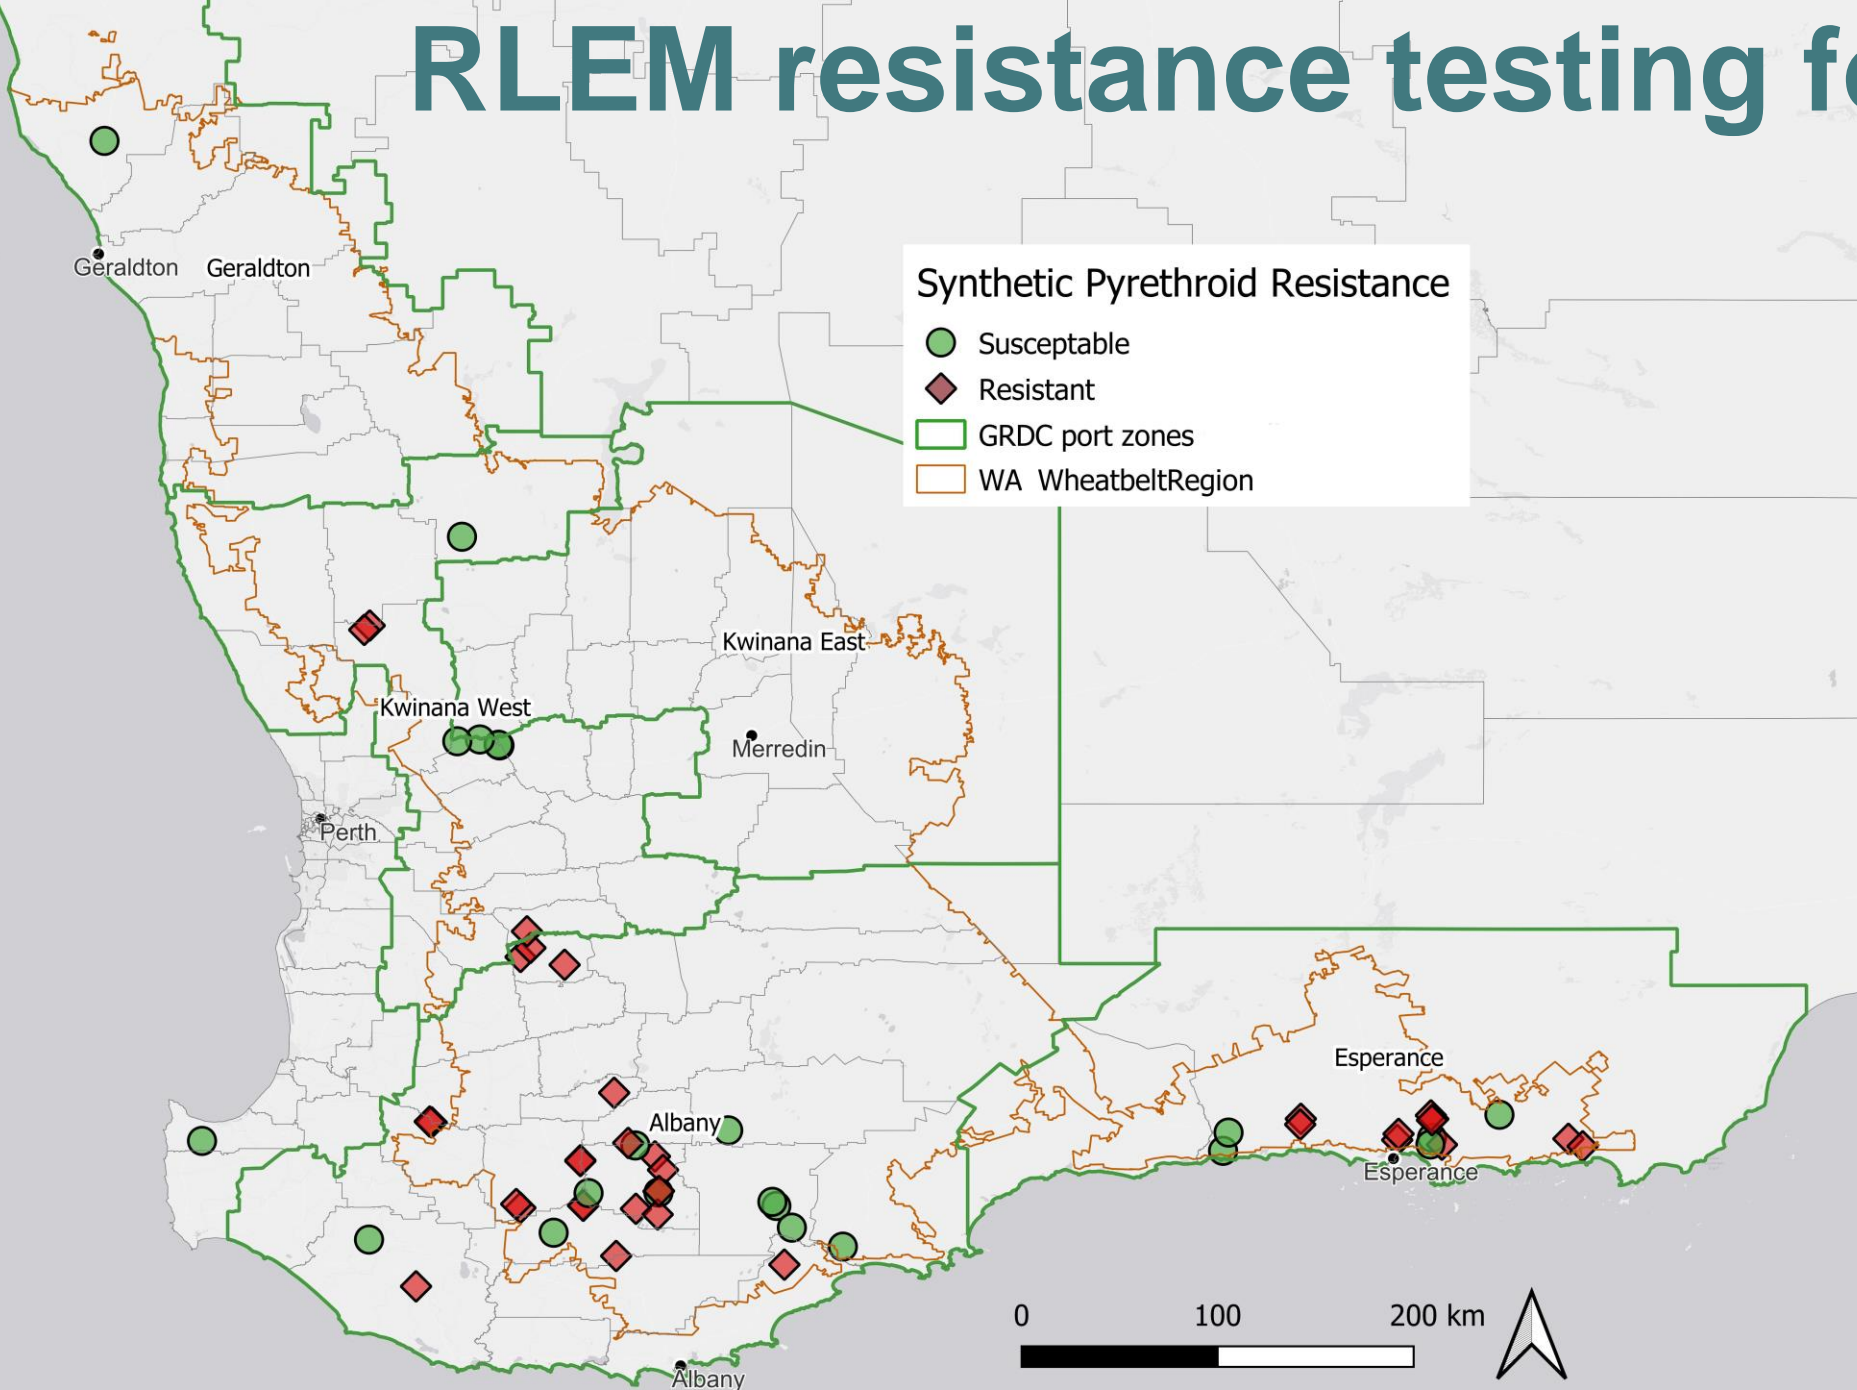 RLEM resistance testing fo
Geraldton
Geraldton
Synthetic Pyrethroid Resistance
Susceptable
Resistant
GRDC port zones
WA WheatbeltRegion
Kwinana East
Kwinana West
Merredin
Perth
Esperance
Albany
Esperance
0 100 200 km
Albany